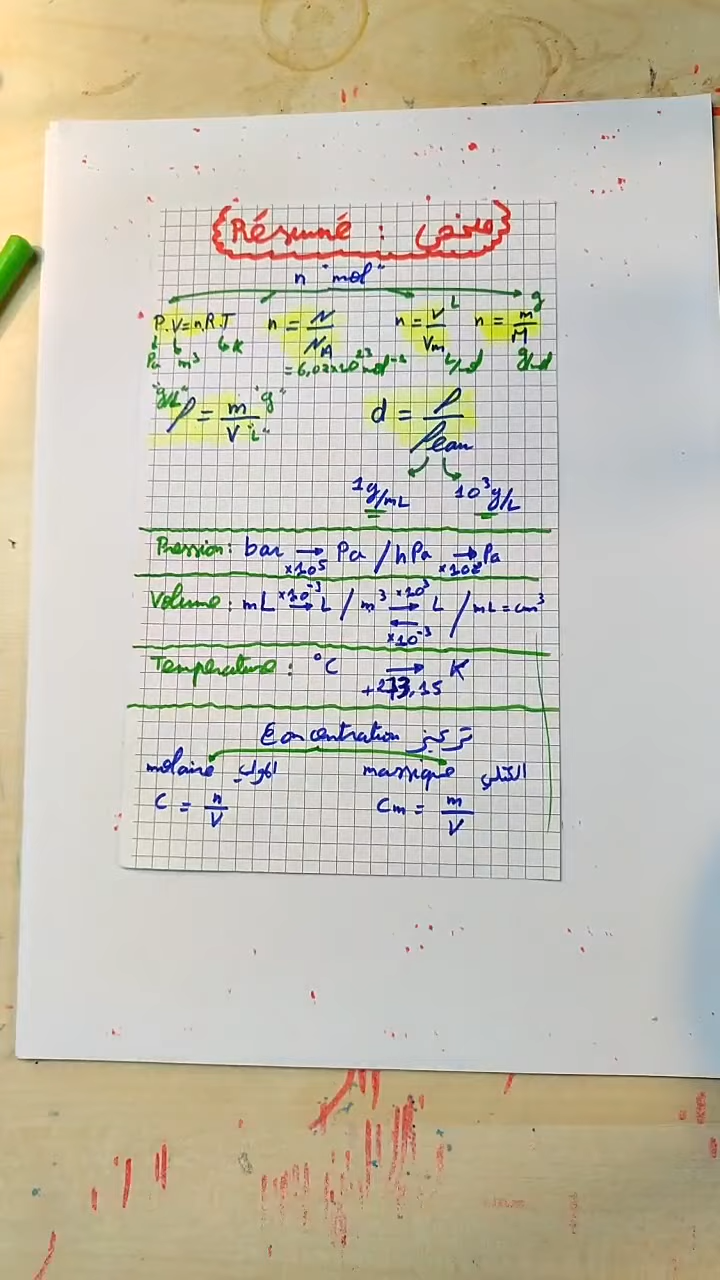 Résumé : ملخص
n "mol"
P.V=n.R.T n = N/NA n = V/Vm L n = m/M g
Pa m³ K = 6,02×10²³ mol⁻¹ L/mol g/mol
"g/L" ρ = m/V "g" "L" d = ρ/ρeau
1g/mL 10³g/L
Pression : bar →×10⁵ Pa / hPa →×10² Pa
Volume : mL ×10⁻³→ L / m³ ×10³→ L ←×10⁻³ / mL = cm³
Température : °C →+273,15 K
Concentration تركيز
molaire المولي massique الكتلي
C = n/V Cm = m/V